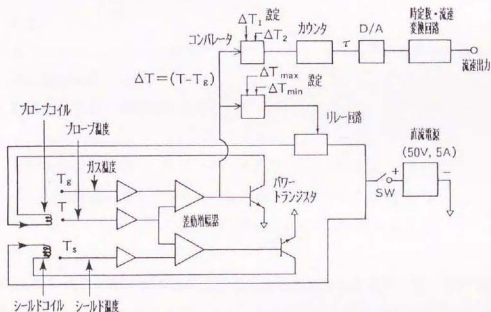 ΔT₁ 設定
ΔT₂
コンパレータ
カウンタ
τ
D/A
時定数・流速
変換回路
流速出力
ΔT=(T-Tg)
ΔTmax 設定
ΔTmin
リレー回路
プローブコイル
プローブ温度
ガス温度
Tg
T
パワー
トランジスタ
差動増幅器
SW
+
−
直流電源
(50V, 5A)
Ts
シールドコイル
シールド温度